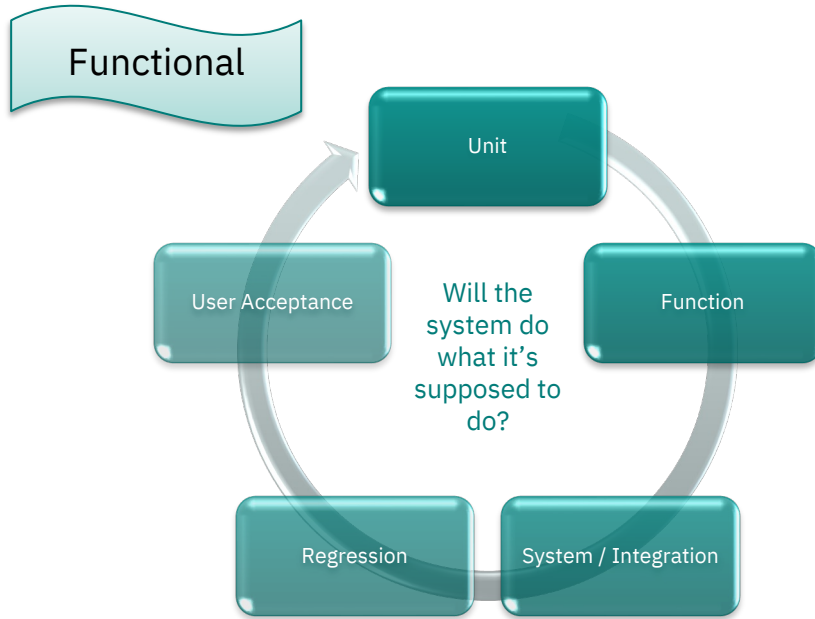 Functional
Unit
Function
System / Integration
Regression
User Acceptance
Will the
system do
what it’s
supposed to
do?